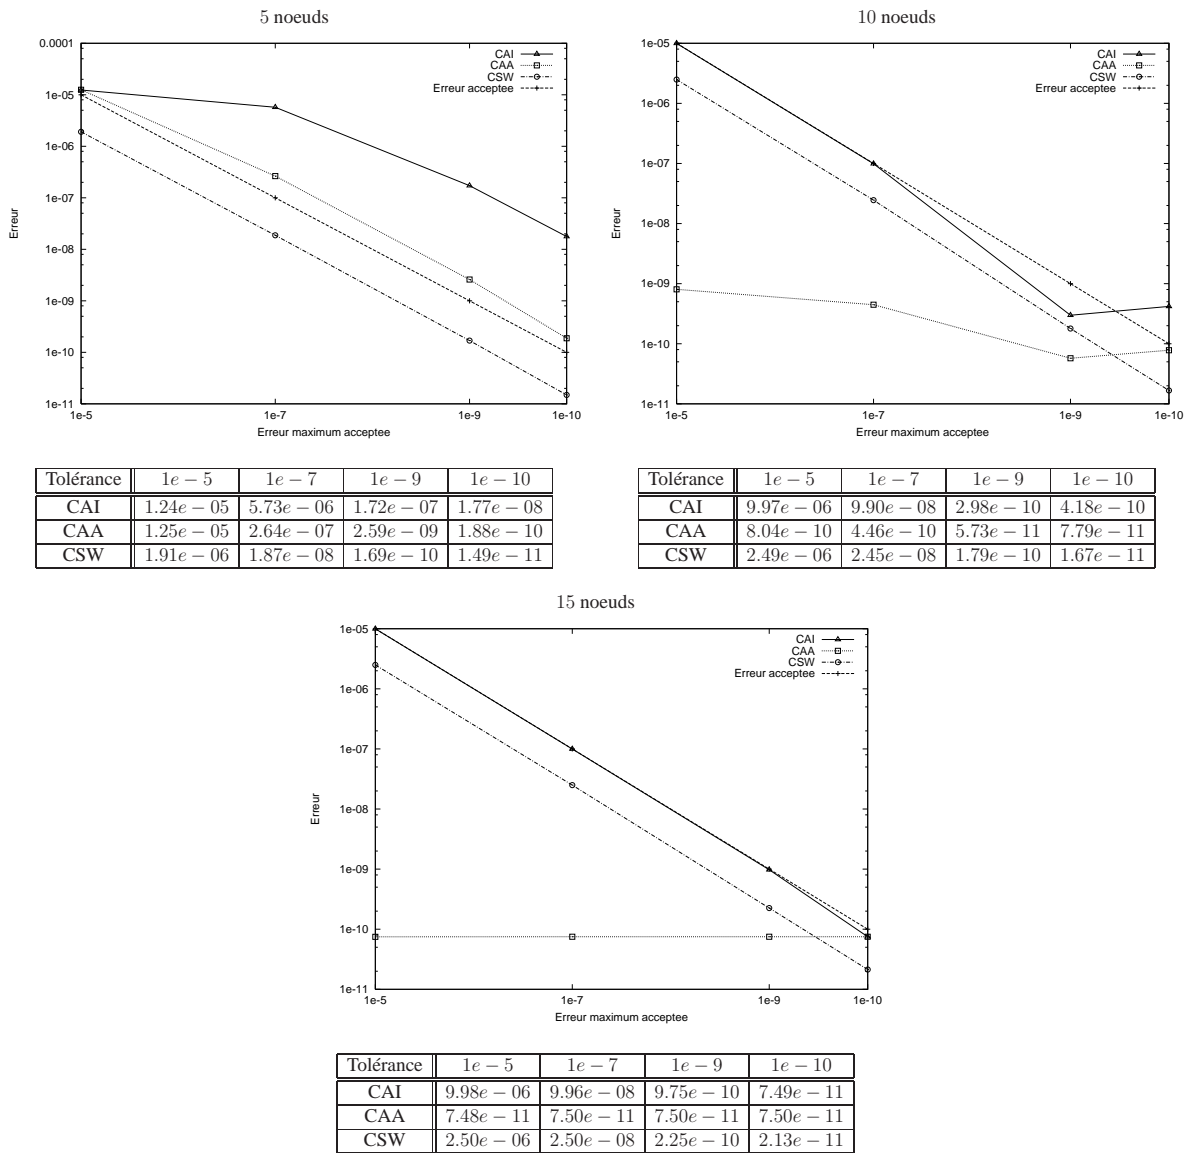 5 noeuds
0.0001
1e-05
1e-06
1e-07
1e-08
1e-09
1e-10
1e-11
Erreur
CAI
CAA
CSW
Erreur acceptee
1e-5 1e-7 1e-9 1e-10
Erreur maximum acceptee
Tolérance 1e − 5 1e − 7 1e − 9 1e − 10
CAI 1.24e − 05 5.73e − 06 1.72e − 07 1.77e − 08
CAA 1.25e − 05 2.64e − 07 2.59e − 09 1.88e − 10
CSW 1.91e − 06 1.87e − 08 1.69e − 10 1.49e − 11
10 noeuds
1e-05
1e-06
1e-07
1e-08
1e-09
1e-10
1e-11
Erreur
CAI
CAA
CSW
Erreur acceptee
1e-5 1e-7 1e-9 1e-10
Erreur maximum acceptee
Tolérance 1e − 5 1e − 7 1e − 9 1e − 10
CAI 9.97e − 06 9.90e − 08 2.98e − 10 4.18e − 10
CAA 8.04e − 10 4.46e − 10 5.73e − 11 7.79e − 11
CSW 2.49e − 06 2.45e − 08 1.79e − 10 1.67e − 11
15 noeuds
1e-05
1e-06
1e-07
1e-08
1e-09
1e-10
1e-11
Erreur
CAI
CAA
CSW
Erreur acceptee
1e-5 1e-7 1e-9 1e-10
Erreur maximum acceptee
Tolérance 1e − 5 1e − 7 1e − 9 1e − 10
CAI 9.98e − 06 9.96e − 08 9.75e − 10 7.49e − 11
CAA 7.48e − 11 7.50e − 11 7.50e − 11 7.50e − 11
CSW 2.50e − 06 2.50e − 08 2.25e − 10 2.13e − 11